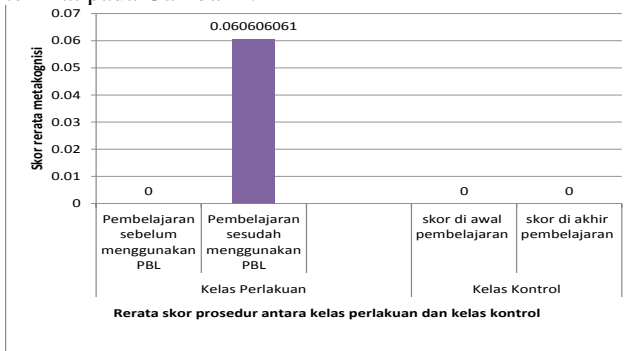 0.07
0.060606061
0.06
0.05
0.04
0.03
0.02
0.01
0
0
0
0
Skor rerata metakognisi
Pembelajaran sebelum menggunakan PBL
Pembelajaran sesudah menggunakan PBL
skor di awal pembelajaran
skor di akhir pembelajaran
Kelas Perlakuan
Kelas Kontrol
Rerata skor prosedur antara kelas perlakuan dan kelas kontrol